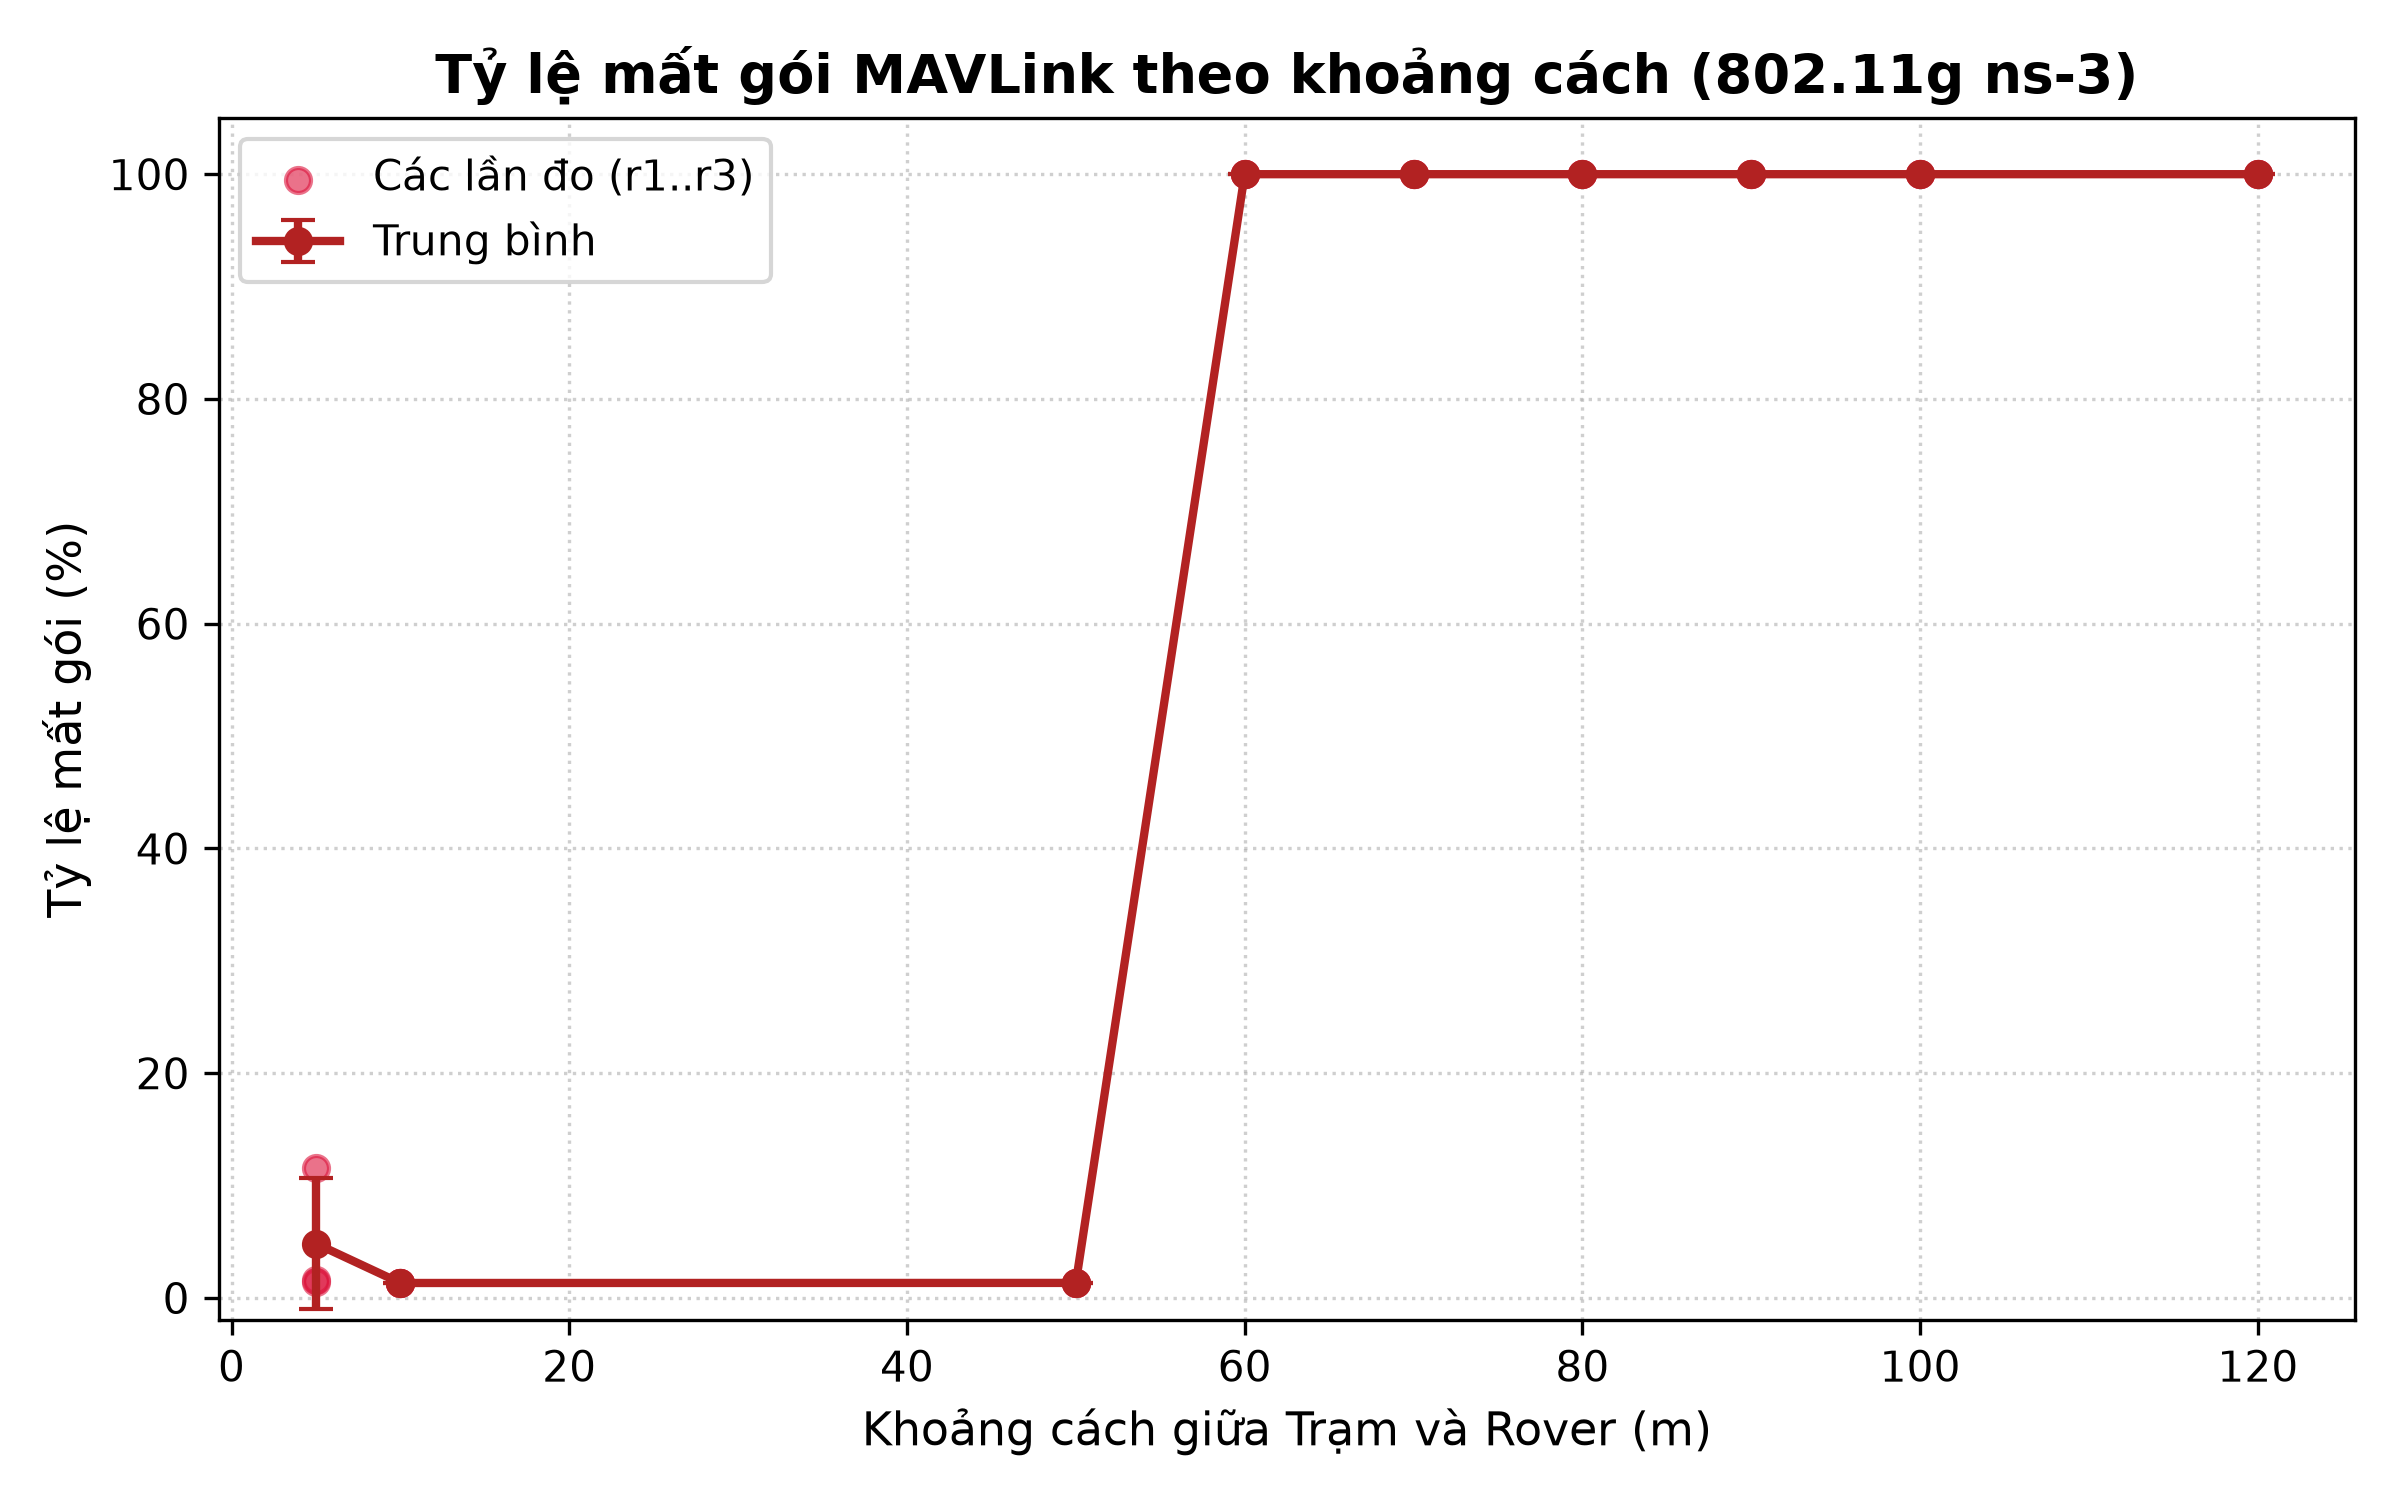 Tỷ lệ mất gói MAVLink theo khoảng cách (802.11g ns-3)
Các lần đo (r1..r3)
Trung bình
Tỷ lệ mất gói (%)
100
80
60
40
20
0
0 20 40 60 80 100 120
Khoảng cách giữa Trạm và Rover (m)